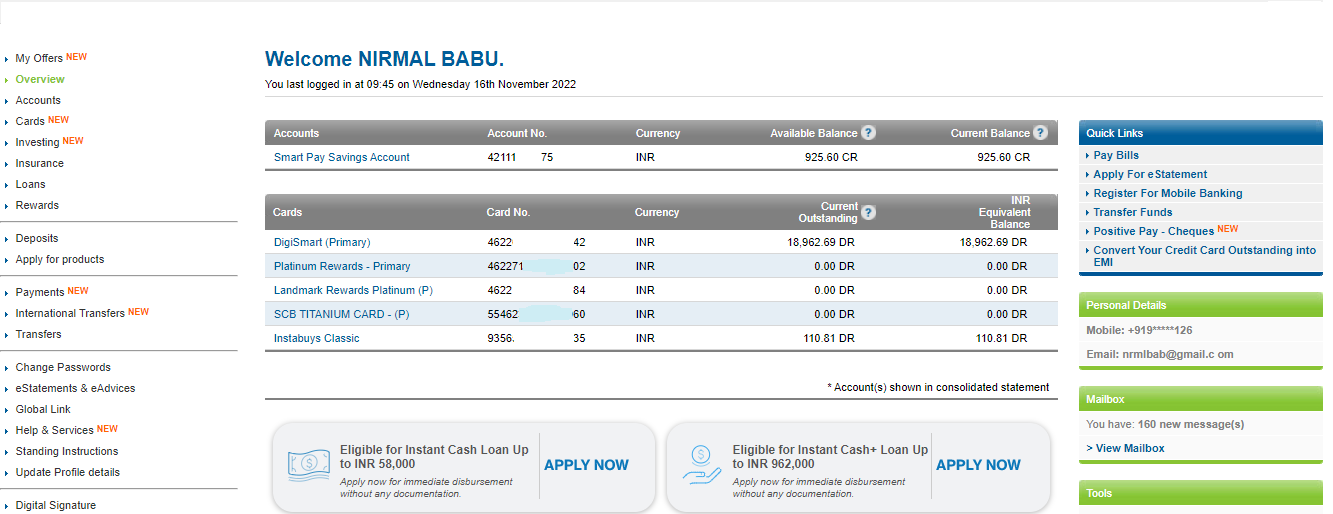 My Offers NEW
Overview
Accounts
Cards NEW
Investing NEW
Insurance
Loans
Rewards
Deposits
Apply for products
Payments NEW
International Transfers NEW
Transfers
Change Passwords
eStatements & eAdvices
Global Link
Help & Services NEW
Standing Instructions
Update Profile details
Digital Signature
Welcome NIRMAL BABU.
You last logged in at 09:45 on Wednesday 16th November 2022
Accounts Account No. Currency Available Balance ? Current Balance ?
Smart Pay Savings Account 42111 75 INR 925.60 CR 925.60 CR
Cards Card No. Currency Current Outstanding ? INR Equivalent Balance
DigiSmart (Primary) 4622 42 INR 18,962.69 DR 18,962.69 DR
Platinum Rewards - Primary 462271 02 INR 0.00 DR 0.00 DR
Landmark Rewards Platinum (P) 4622 84 INR 0.00 DR 0.00 DR
SCB TITANIUM CARD - (P) 55462 60 INR 0.00 DR 0.00 DR
Instabuys Classic 9356. 35 INR 110.81 DR 110.81 DR
* Account(s) shown in consolidated statement
Eligible for Instant Cash Loan Up
to INR 58,000
Apply now for immediate disbursement
without any documentation.
APPLY NOW
Eligible for Instant Cash+ Loan Up
to INR 962,000
Apply now for immediate disbursement
without any documentation.
APPLY NOW
Quick Links
Pay Bills
Apply For eStatement
Register For Mobile Banking
Transfer Funds
Positive Pay - Cheques NEW
Convert Your Credit Card Outstanding into
EMI
Personal Details
Mobile: +919*****126
Email: nrmlbab@gmail.c om
Mailbox
You have: 160 new message(s)
> View Mailbox
Tools